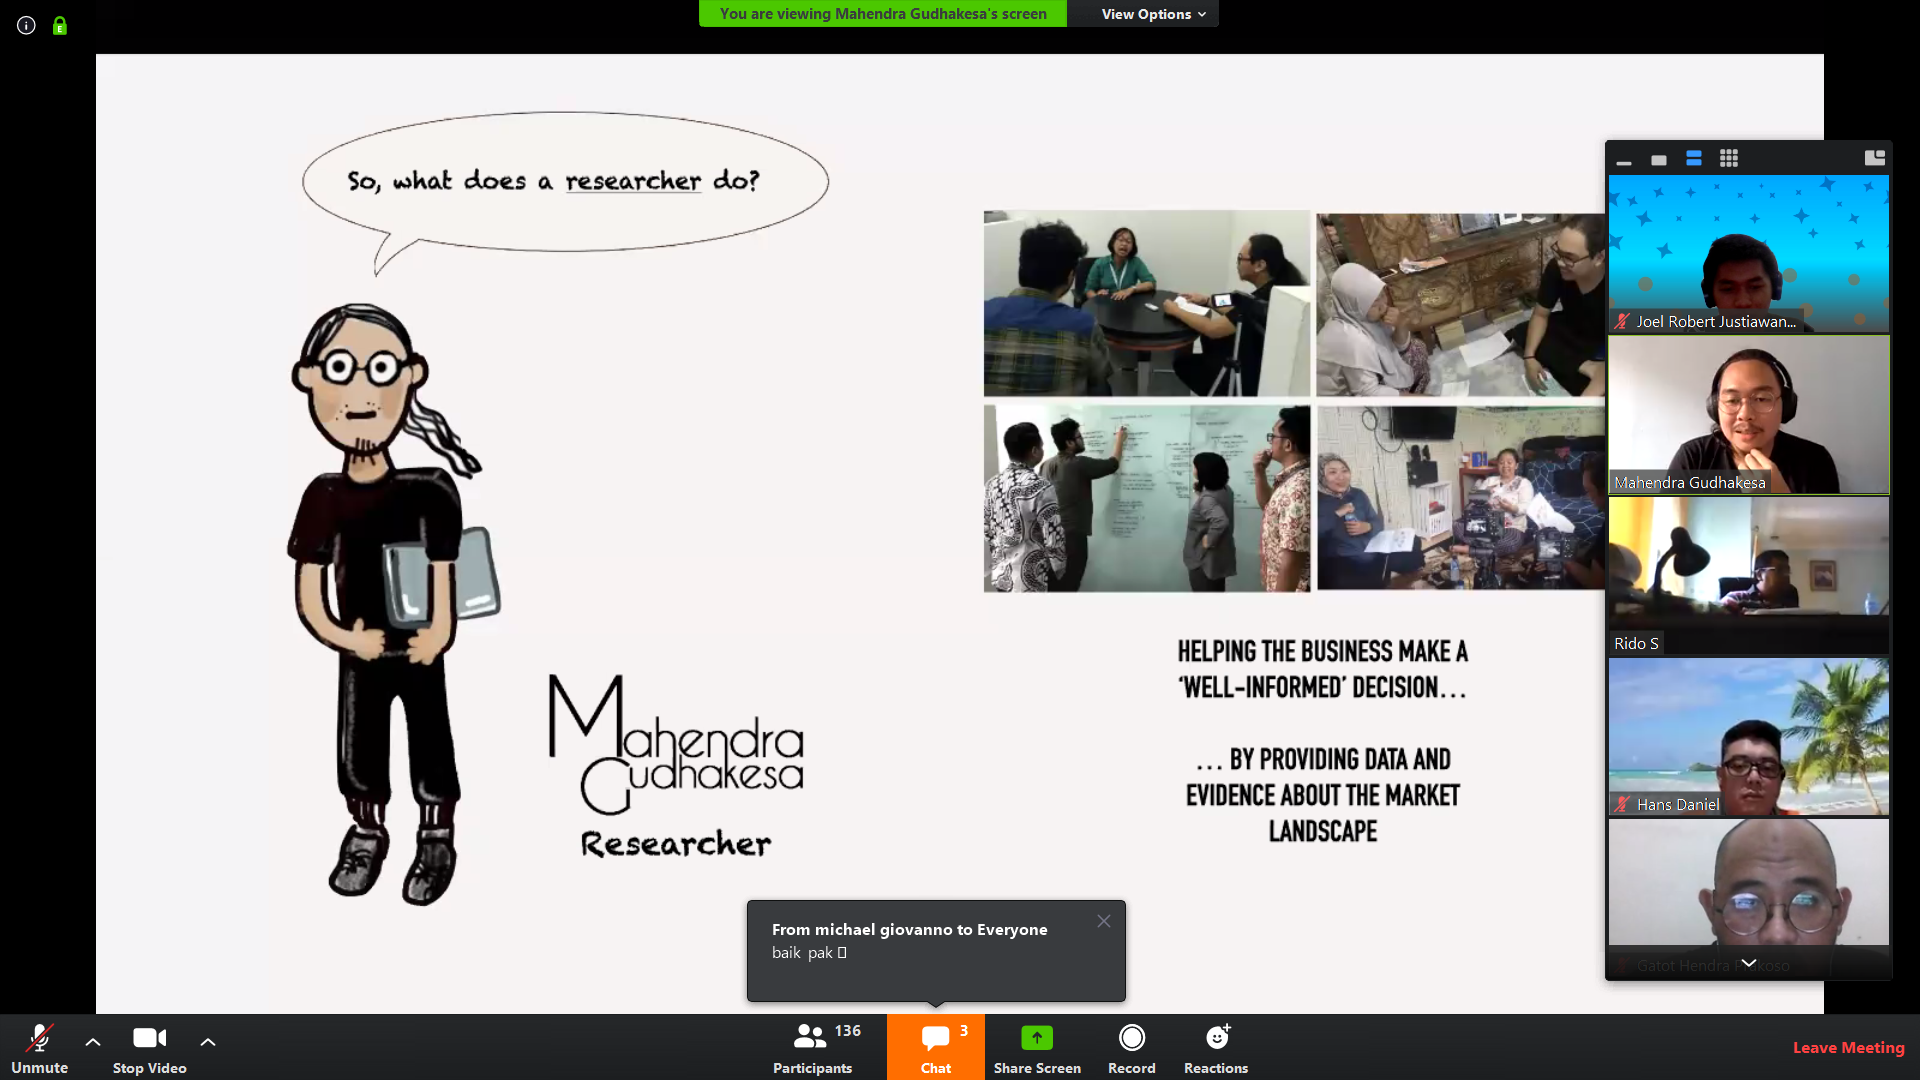 You are viewing Mahendra Gudhakesa's screen
View Options
So, what does a researcher do?
Mahendra
Gudhakesa
Researcher
HELPING THE BUSINESS MAKE A
‘WELL-INFORMED’ DECISION...
... BY PROVIDING DATA AND
EVIDENCE ABOUT THE MARKET
LANDSCAPE
Joel Robert Justiawan...
Mahendra Gudhakesa
Rido S
Hans Daniel
Gatot Hendra
From michael giovanno to Everyone
baik pak
Unmute
Stop Video
136
Participants
3
Chat
Share Screen
Record
Reactions
Leave Meeting